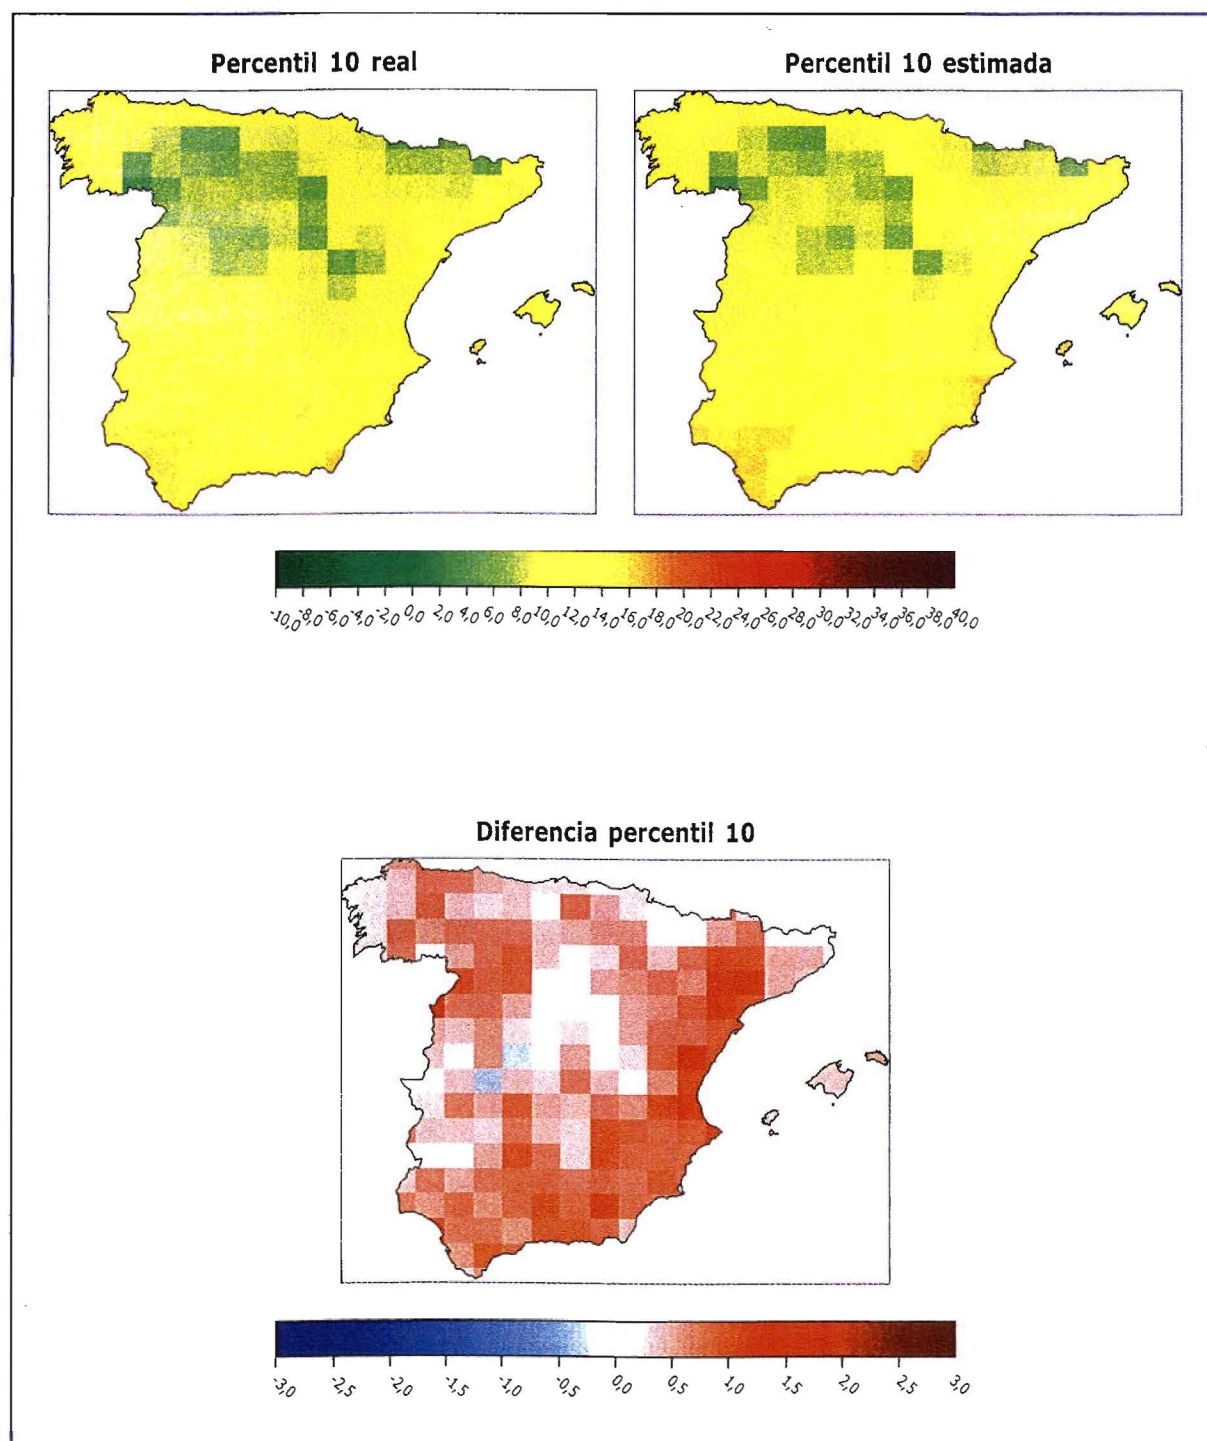 Percentil 10 real
Percentil 10 estimada
-10,0 -8,0 -6,0 -4,0 -2,0 0,0 2,0 4,0 6,0 8,0 10,0 12,0 14,0 16,0 18,0 20,0 22,0 24,0 26,0 28,0 30,0 32,0 34,0 36,0 38,0 40,0
Diferencia percentil 10
-3,0 -2,5 -2,0 -1,5 -1,0 -0,5 0,0 0,5 1,0 1,5 2,0 2,5 3,0